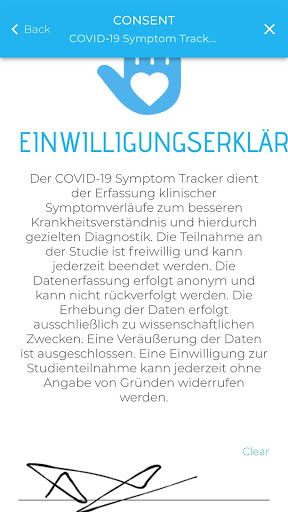 Back
CONSENT
COVID-19 Symptom Track...
EINWILLIGUNGSERKLÄR
Der COVID-19 Symptom Tracker dient
der Erfassung klinischer
Symptomverläufe zum besseren
Krankheitsverständnis und hierdurch
gezielten Diagnostik. Die Teilnahme an
der Studie ist freiwillig und kann
jederzeit beendet werden. Die
Datenerfassung erfolgt anonym und
kann nicht rückverfolgt werden. Die
Erhebung der Daten erfolgt
ausschließlich zu wissenschaftlichen
Zwecken. Eine Veräußerung der Daten
ist ausgeschlossen. Eine Einwilligung zur
Studienteilnahme kann jederzeit ohne
Angabe von Gründen widerrufen
werden.
Clear